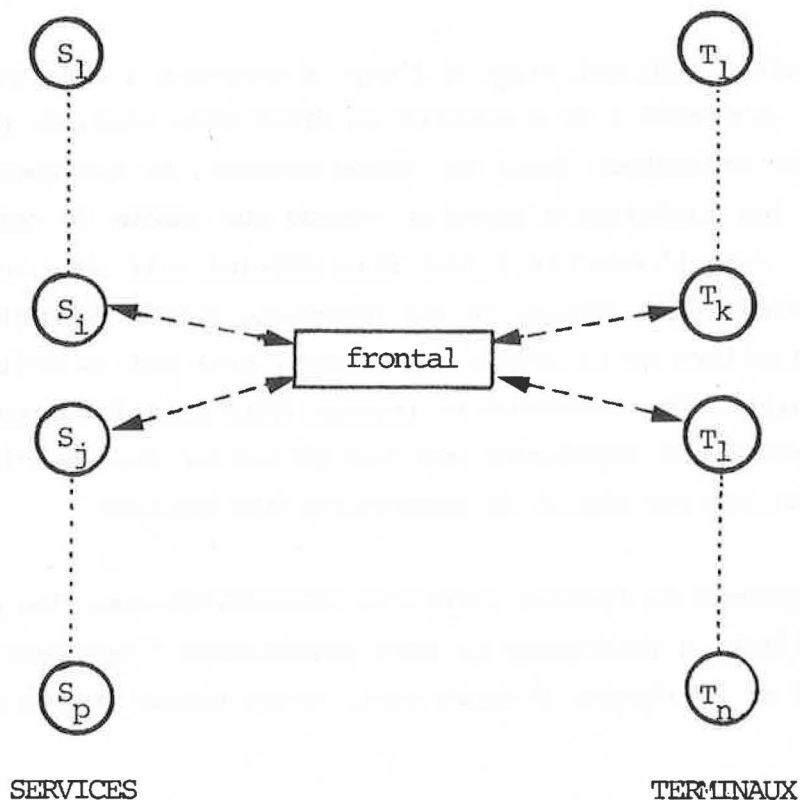 S1 T1
Si Tk
frontal
Sj Tl
Sp Tn
SERVICES TERMINAUX